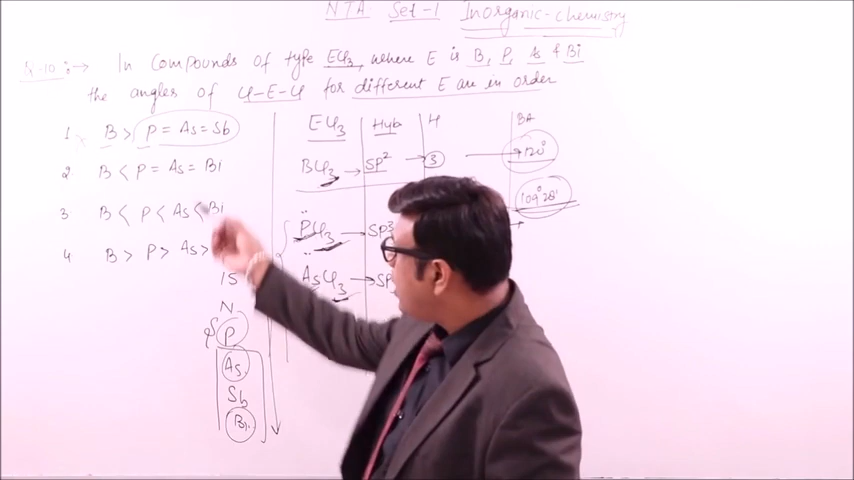 NTA Set-1 Inorganic-chemistry
Q-10:→ In Compounds of type ECl3, where E is B, P, As & Bi
the angles of Cl-E-Cl for different E are in order
1. B > P = As = Sb
2. B < P = As = Bi
3 B < P < As < Bi
4 B > P > As >
15
N
P
As
Sb
Bi
ECl3 Hyb BA
BCl3 → SP2 → 3 → 120°
PCl3 → SP3 109°28'
AsCl3 → SP3